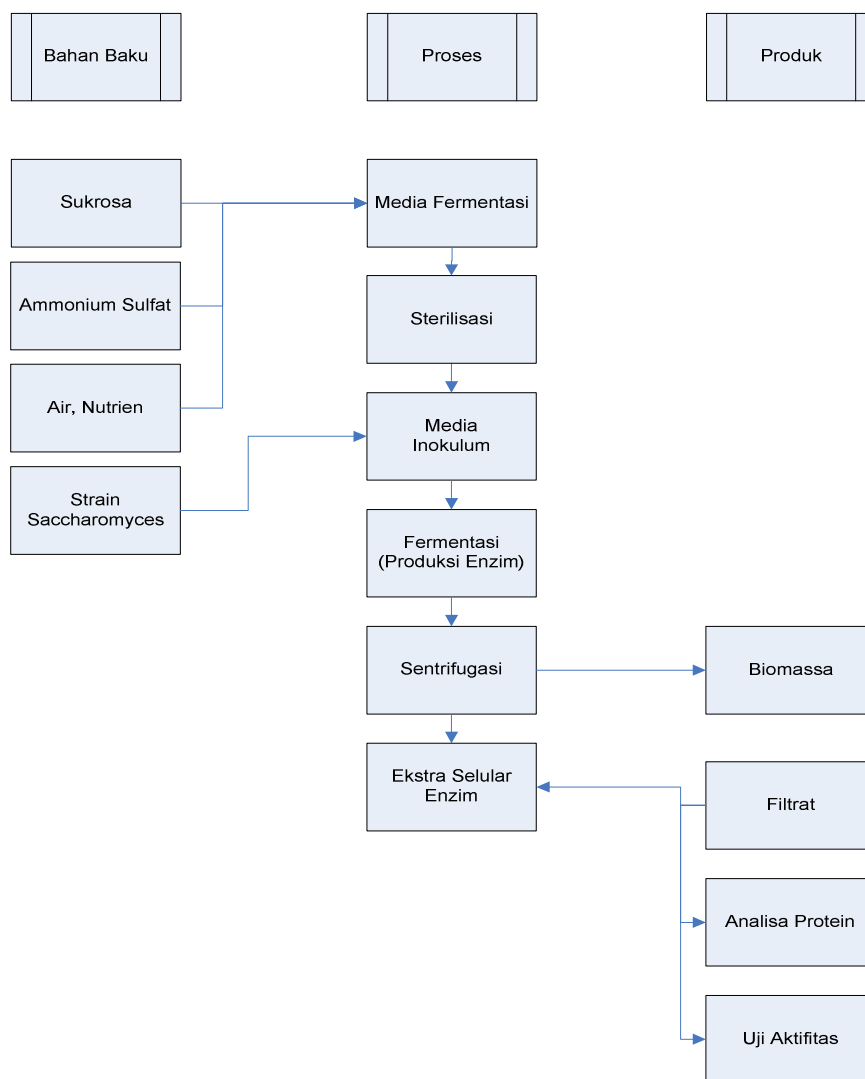 Bahan Baku
Proses
Produk
Sukrosa
Media Fermentasi
Ammonium Sulfat
Sterilisasi
Air, Nutrien
Media
Inokulum
Strain
Saccharomyces
Fermentasi
(Produksi Enzim)
Sentrifugasi
Biomassa
Ekstra Selular
Enzim
Filtrat
Analisa Protein
Uji Aktifitas